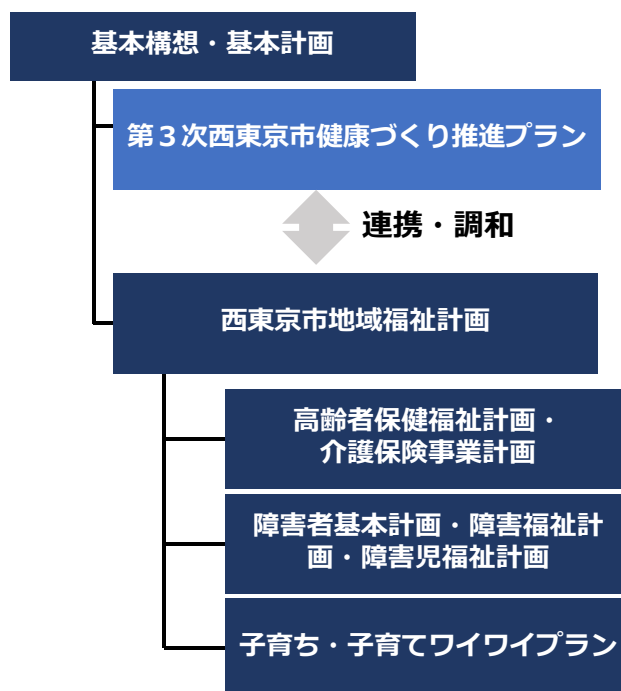 基本構想・基本計画
第３次西東京市健康づくり推進プラン
連携・調和
西東京市地域福祉計画
高齢者保健福祉計画・
介護保険事業計画
障害者基本計画・障害福祉計
画・障害児福祉計画
子育ち・子育てワイワイプラン